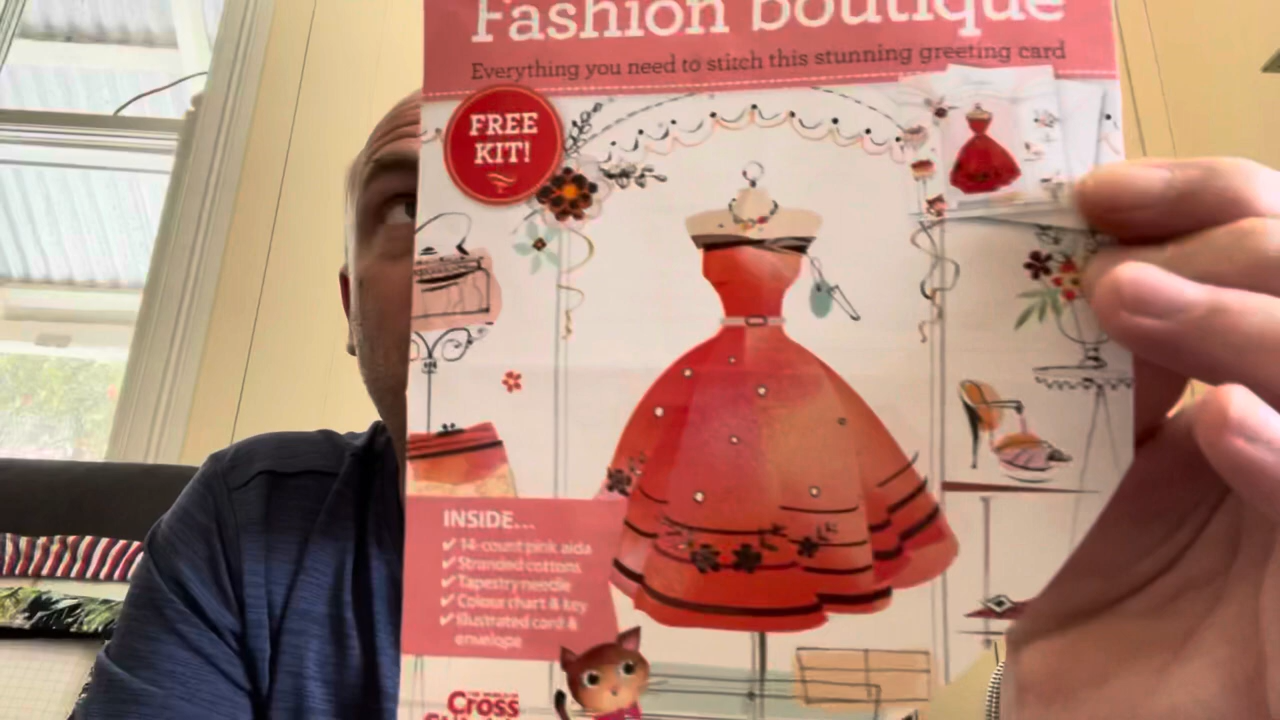 Fashion boutique
Everything you need to stitch this stunning greeting card
FREE
KIT!
INSIDE...
✔ 14-count pink aida
✔ Stranded cottons
✔ Tapestry needle
✔ Colour chart & key
✔ Illustrated card &
envelope
Cross